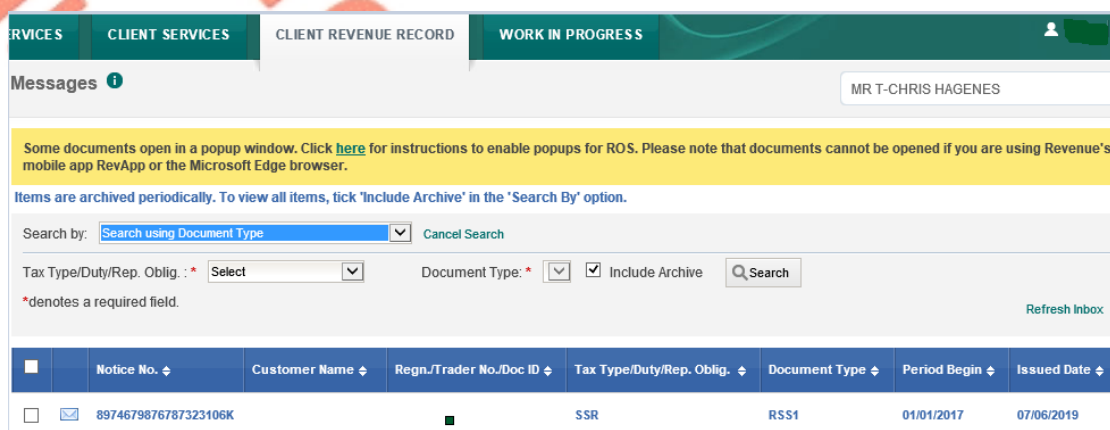 RVICES CLIENT SERVICES CLIENT REVENUE RECORD WORK IN PROGRESS
Messages i
MR T-CHRIS HAGENES
Some documents open in a popup window. Click here for instructions to enable popups for ROS. Please note that documents cannot be opened if you are using Revenue's
mobile app RevApp or the Microsoft Edge browser.
Items are archived periodically. To view all items, tick 'Include Archive' in the 'Search By' option.
Search by: Search using Document Type Cancel Search
Tax Type/Duty/Rep. Oblig. : * Select Document Type: * Include Archive Search
*denotes a required field.
Refresh Inbox
Notice No. Customer Name Regn./Trader No./Doc ID Tax Type/Duty/Rep. Oblig. Document Type Period Begin Issued Date
8974679876787323106K SSR RSS1 01/01/2017 07/06/2019